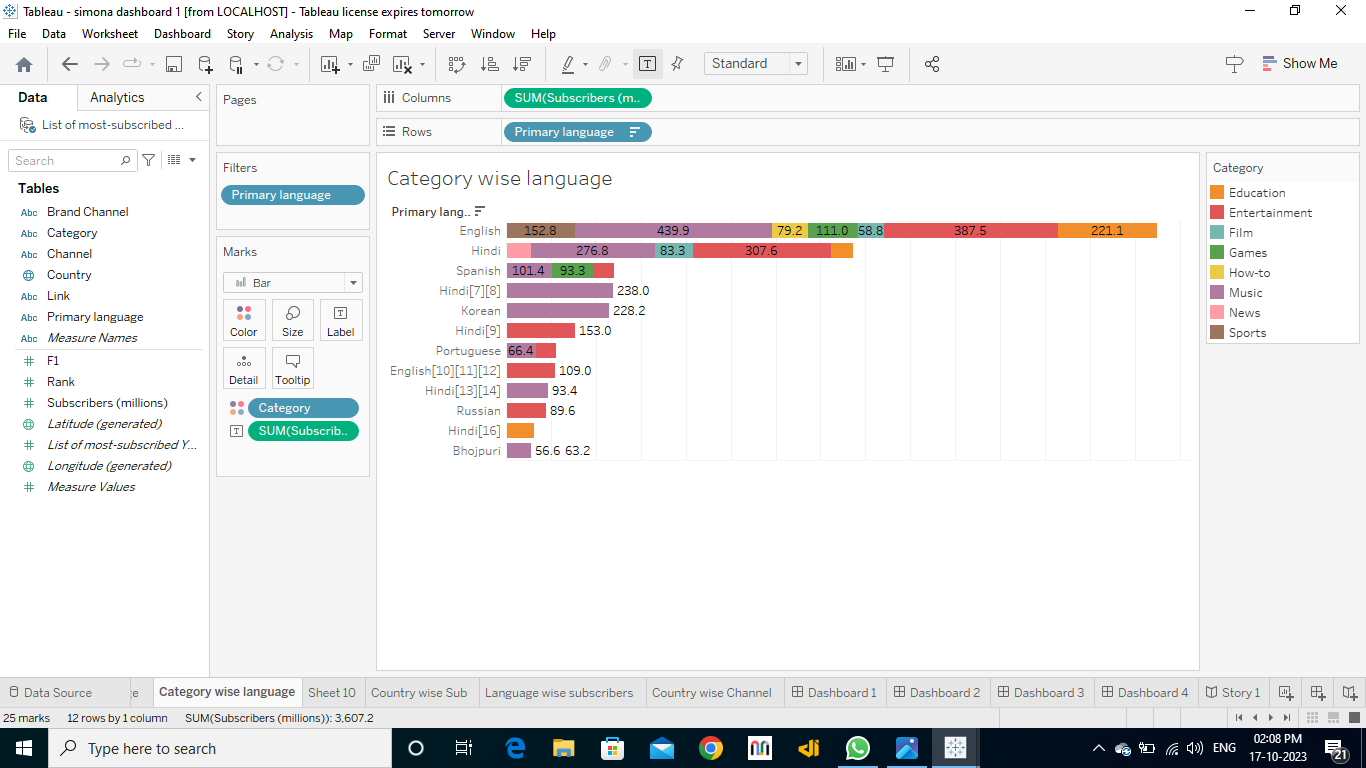 Tableau - simona dashboard 1 [from LOCALHOST] - Tableau license expires tomorrow
File Data Worksheet Dashboard Story Analysis Map Format Server Window Help
Standard
Show Me
Data Analytics
List of most-subscribed ...
Search
Tables
Abc Brand Channel
Abc Category
Abc Channel
Country
Abc Link
Abc Primary language
Abc Measure Names
# F1
# Rank
# Subscribers (millions)
Latitude (generated)
# List of most-subscribed Y...
Longitude (generated)
# Measure Values
Pages
Filters
Primary language
Marks
Bar
Color Size Label
Detail Tooltip
Category
SUM(Subscrib..
Columns SUM(Subscribers (m..
Rows Primary language
Category wise language
Primary lang..
English 152.8 439.9 79.2 111.0 58.8 387.5 221.1
Hindi 276.8 83.3 307.6
Spanish 101.4 93.3
Hindi[7][8] 238.0
Korean 228.2
Hindi[9] 153.0
Portuguese 66.4
English[10][11][12] 109.0
Hindi[13][14] 93.4
Russian 89.6
Hindi[16]
Bhojpuri 56.6 63.2
Category
Education
Entertainment
Film
Games
How-to
Music
News
Sports
Data Source ge Category wise language Sheet 10 Country wise Sub Language wise subscribers Country wise Channel Dashboard 1 Dashboard 2 Dashboard 3 Dashboard 4 Story 1
25 marks 12 rows by 1 column SUM(Subscribers (millions)): 3,607.2
Type here to search
ENG
02:08 PM
17-10-2023
21